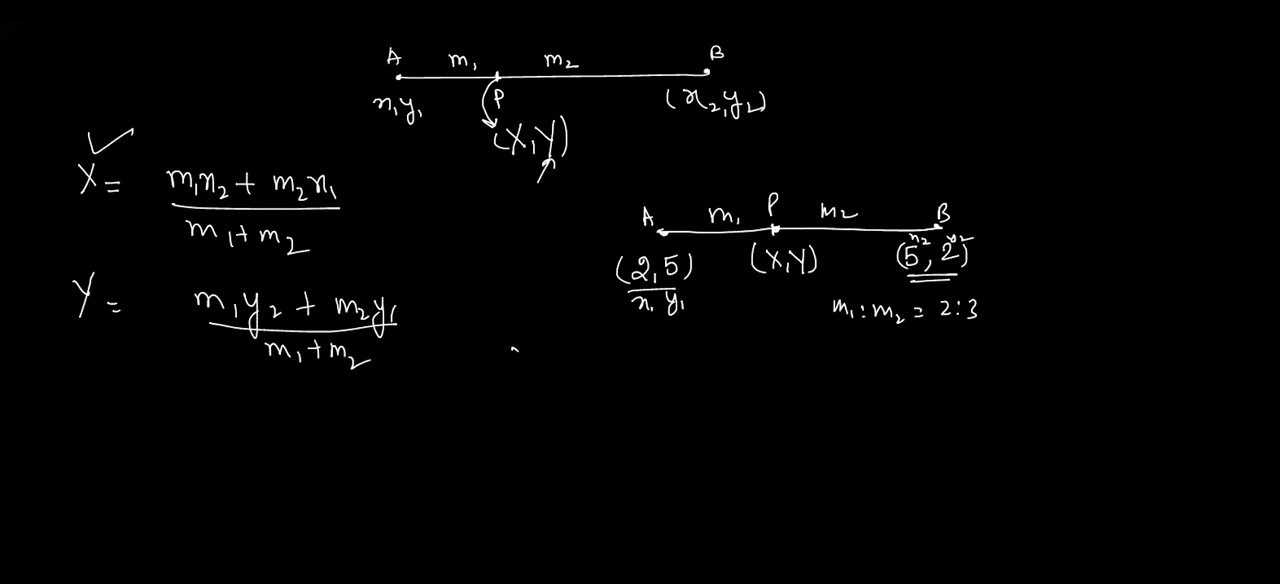 A m₁ m₂ B
x₁y₁ P (x₂,y₂)
(X,Y)
X = (m₁x₂ + m₂x₁)/(m₁+m₂)
Y = (m₁y₂ + m₂y₁)/(m₁+m₂)
A m₁ P m₂ B
(2,5) (X,Y) (5,2)
x₁ y₁ x₂ y₂
m₁:m₂ = 2:3